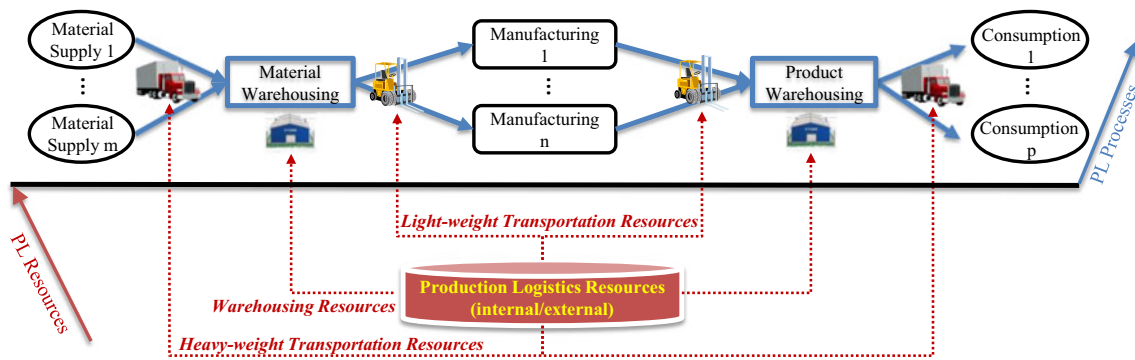 Material
Supply 1
Material
Supply m
Material
Warehousing
Manufacturing
1
Manufacturing
n
Product
Warehousing
Consumption
1
Consumption
p
PL Processes
PL Resources
Light-weight Transportation Resources
Production Logistics Resources
(internal/external)
Warehousing Resources
Heavy-weight Transportation Resources